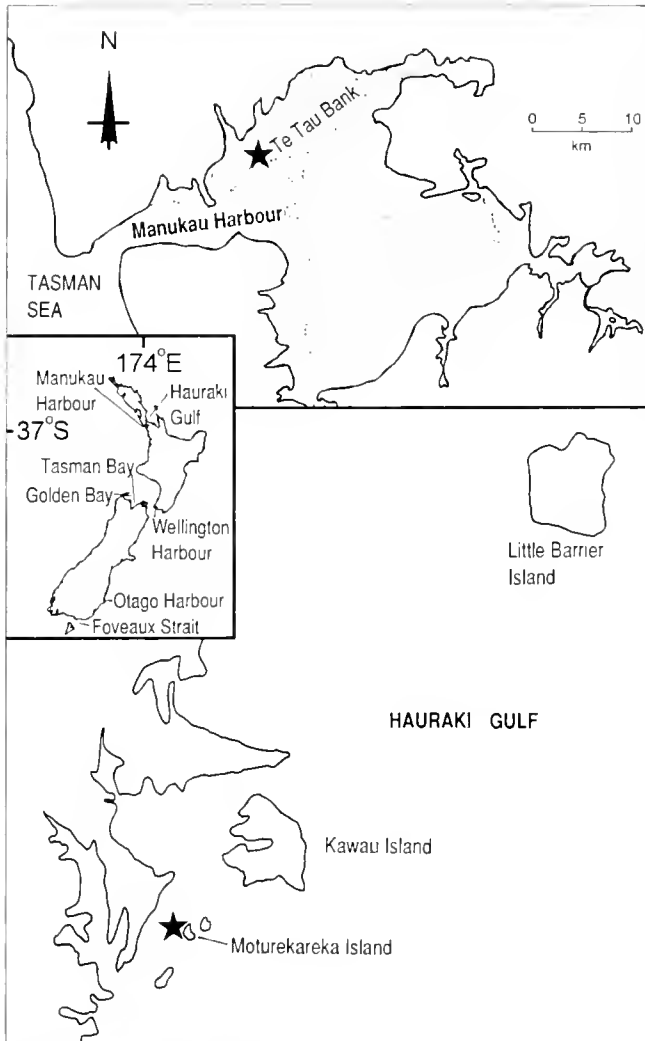 N
Te Tau Bank
0 5 10
km
Manukau Harbour
TASMAN
SEA
174°E
Manukau
Harbour
Hauraki
Gulf
37°S
Tasman Bay
Golden Bay
Wellington
Harbour
Otago Harbour
Foveaux Strait
Little Barrier
Island
HAURAKI GULF
Kawau Island
Moturekareka Island